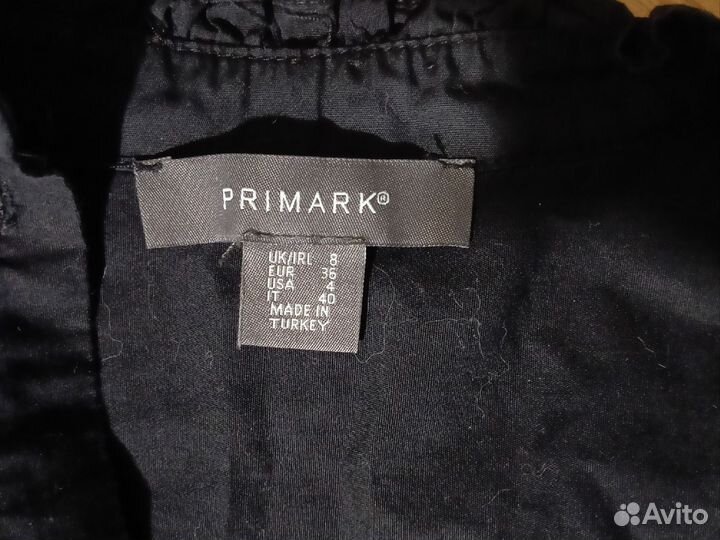 PRIMARK®
UK/IRL 8
EUR 36
USA 4
IT 40
MADE IN
TURKEY
Avito